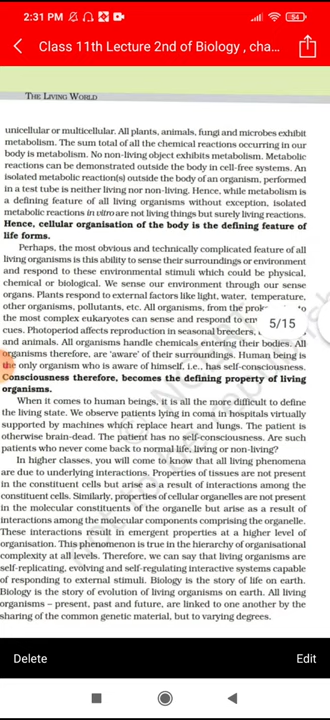 2:31 PM
54
Class 11th Lecture 2nd of Biology , cha...
THE LIVING WORLD
unicellular or multicellular. All plants, animals, fungi and microbes exhibit
metabolism. The sum total of all the chemical reactions occurring in our
body is metabolism. No non-living object exhibits metabolism. Metabolic
reactions can be demonstrated outside the body in cell-free systems. An
isolated metabolic reaction(s) outside the body of an organism, performed
in a test tube is neither living nor non-living. Hence, while metabolism is
a defining feature of all living organisms without exception, isolated
metabolic reactions in vitro are not living things but surely living reactions.
Hence, cellular organisation of the body is the defining feature of
life forms.
Perhaps, the most obvious and technically complicated feature of all
living organisms is this ability to sense their surroundings or environment
and respond to these environmental stimuli which could be physical,
chemical or biological. We sense our environment through our sense
organs. Plants respond to external factors like light, water, temperature,
other organisms, pollutants, etc. All organisms, from the prok to
the most complex eukaryotes can sense and respond to en
5/15
cues. Photoperiod affects reproduction in seasonal breeders,
and animals. All organisms handle chemicals entering their bodies. All
organisms therefore, are 'aware' of their surroundings. Human being is
the only organism who is aware of himself, i.e., has self-consciousness.
Consciousness therefore, becomes the defining property of living
organisms.
When it comes to human beings, it is all the more difficult to define
the living state. We observe patients lying in coma in hospitals virtually
supported by machines which replace heart and lungs. The patient is
otherwise brain-dead. The patient has no self-consciousness. Are such
patients who never come back to normal life, living or non-living?
In higher classes, you will come to know that all living phenomena
are due to underlying interactions. Properties of tissues are not present
in the constituent cells but arise as a result of interactions among the
constituent cells. Similarly, properties of cellular organelles are not present
in the molecular constituents of the organelle but arise as a result of
interactions among the molecular components comprising the organelle.
These interactions result in emergent properties at a higher level of
organisation. This phenomenon is true in the hierarchy of organisational
complexity at all levels. Therefore, we can say that living organisms are
self-replicating, evolving and self-regulating interactive systems capable
of responding to external stimuli. Biology is the story of life on earth.
Biology is the story of evolution of living organisms on earth. All living
organisms – present, past and future, are linked to one another by the
sharing of the common genetic material, but to varying degrees.
Delete Edit